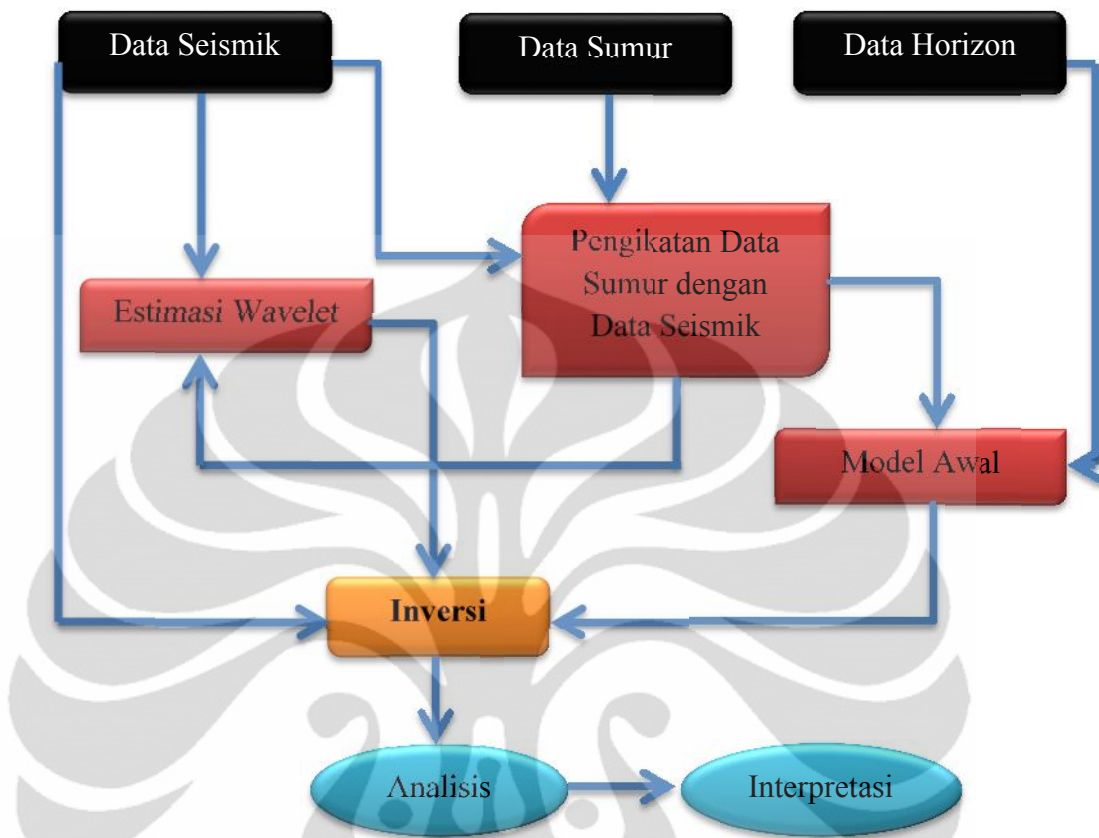 Data Seismik
Data Sumur
Data Horizon
Pengikatan Data
Sumur dengan
Data Seismik
Estimasi Wavelet
Model Awal
Inversi
Analisis
Interpretasi